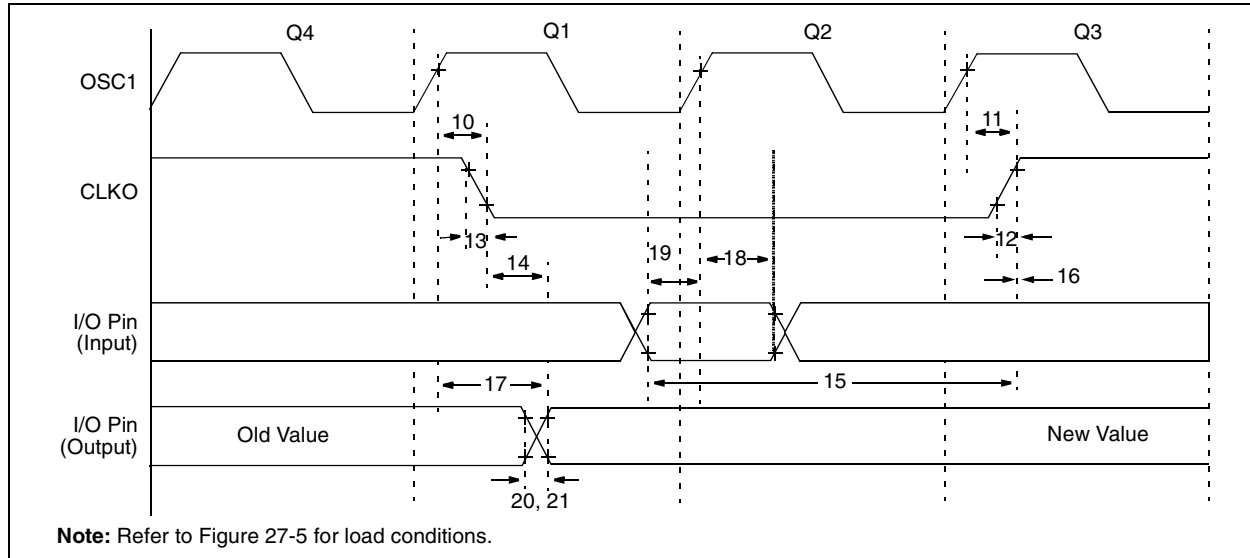 Q4 Q1 Q2 Q3
OSC1
10 11
CLKO
13 12
14 19 18 16
I/O Pin
(Input)
17 15
I/O Pin
(Output)
Old Value New Value
20, 21
Note: Refer to Figure 27-5 for load conditions.